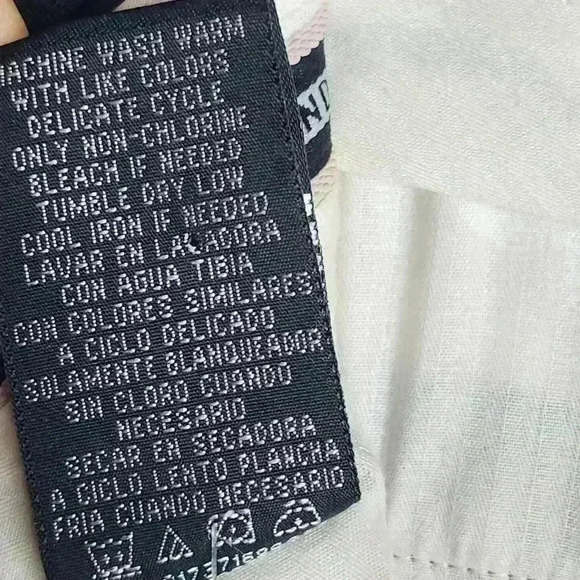 MACHINE WASH WARM
WITH LIKE COLORS
DELICATE CYCLE
ONLY NON-CHLORINE
BLEACH IF NEEDED
TUMBLE DRY LOW
COOL IRON IF NEEDED
LAVAR EN LAVADORA
CON AGUA TIBIA
CON COLORES SIMILARES
A CICLO DELICADO
SOLAMENTE BLANQUEADOR
SIN CLORO CUANDO
NECESARIO
SECAR EN SECADORA
A CICLO LENTO PLANCHA
FRIA CUANDO NECESARIO